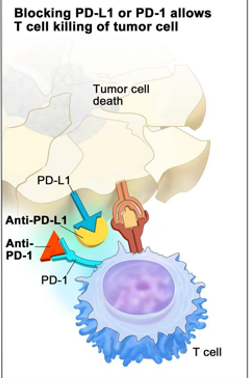 Blocking PD-L1 or PD-1 allows
T cell killing of tumor cell
Tumor cell
death
PD-L1
Anti-PD-L1
Anti-
PD-1
PD-1
T cell